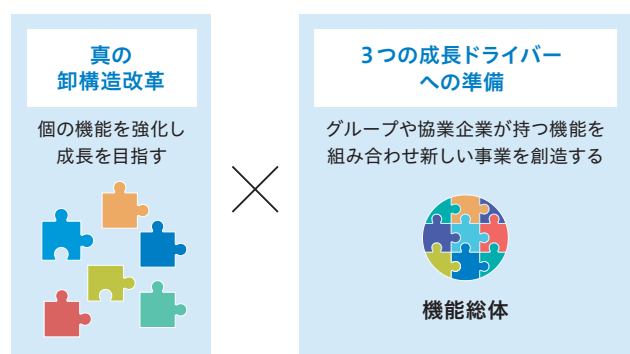 真の
卸構造改革
個の機能を強化し
成長を目指す
3つの成長ドライバー
への準備
グループや協業企業が持つ機能を
組み合わせ新しい事業を創造する
機能総体